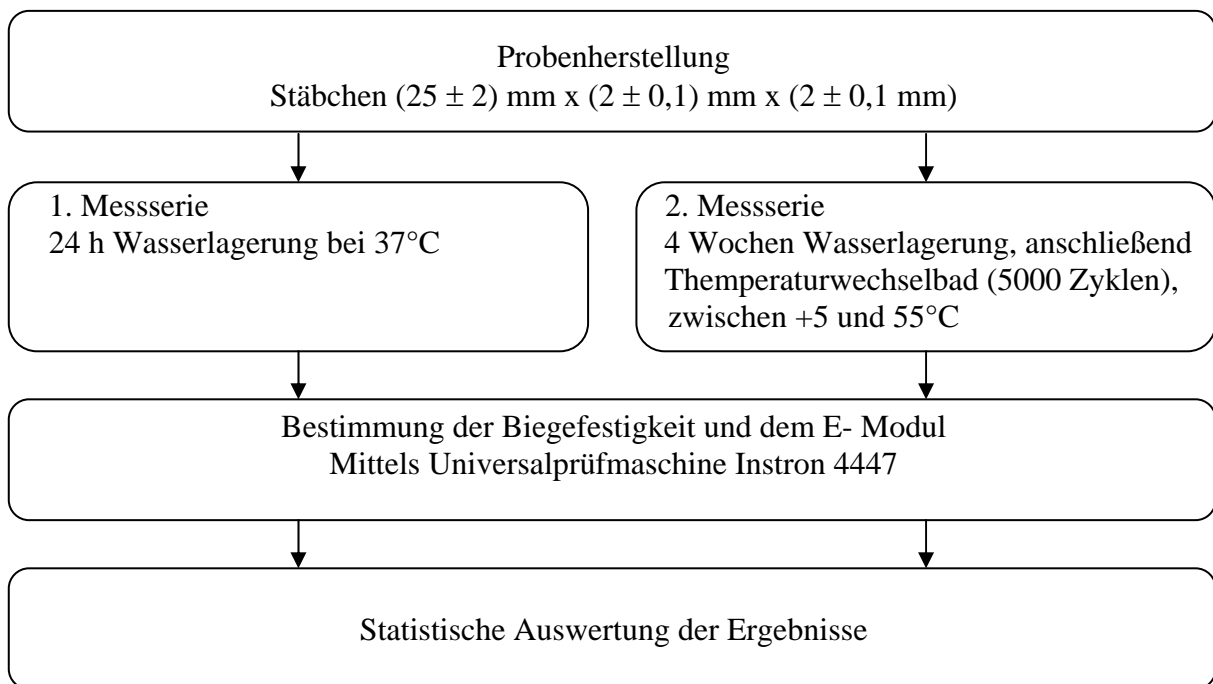 Probenherstellung
Stäbchen (25 ± 2) mm x (2 ± 0,1) mm x (2 ± 0,1 mm)
1. Messserie
24 h Wasserlagerung bei 37°C
2. Messserie
4 Wochen Wasserlagerung, anschließend
Themperaturwechselbad (5000 Zyklen),
zwischen +5 und 55°C
Bestimmung der Biegefestigkeit und dem E- Modul
Mittels Universalprüfmaschine Instron 4447
Statistische Auswertung der Ergebnisse